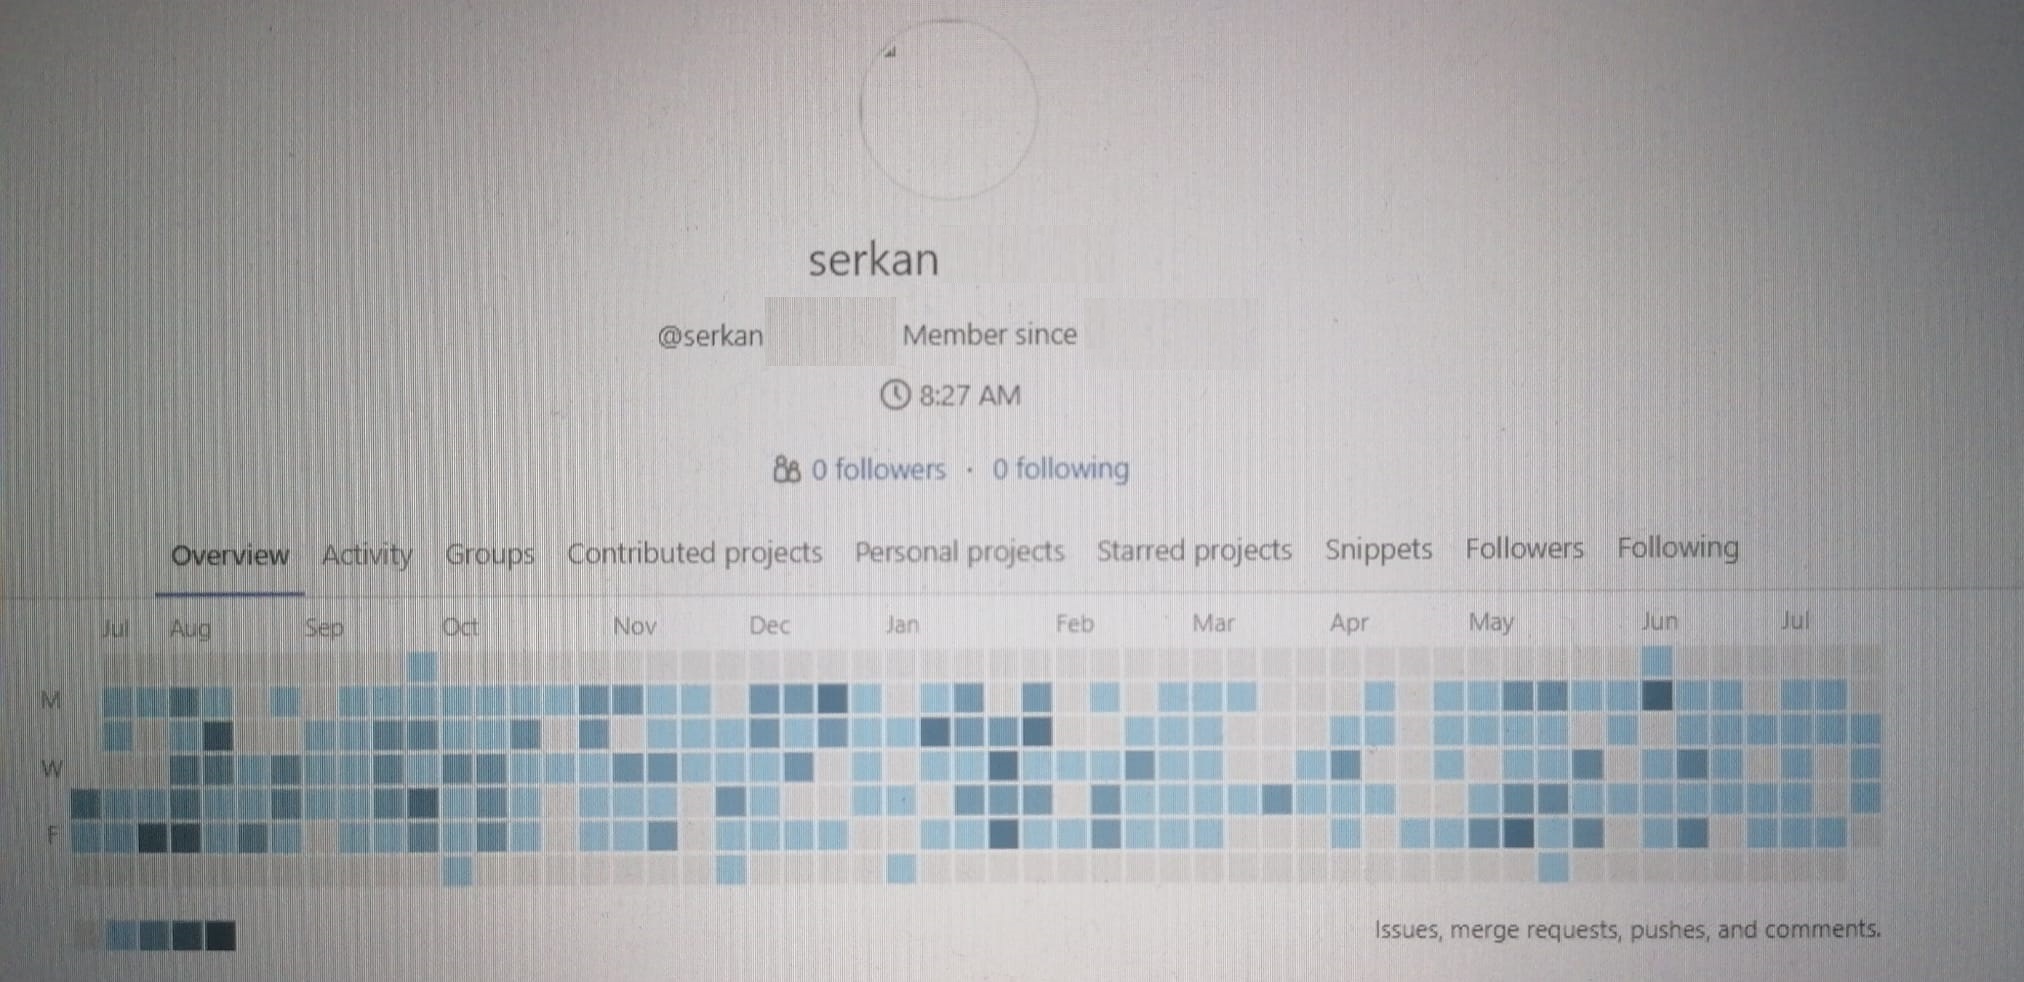 serkan
@serkan Member since
8:27 AM
0 followers · 0 following
Overview Activity Groups Contributed projects Personal projects Starred projects Snippets Followers Following
Jul Aug Sep Oct Nov Dec Jan Feb Mar Apr May Jun Jul
M
W
F
Issues, merge requests, pushes, and comments.